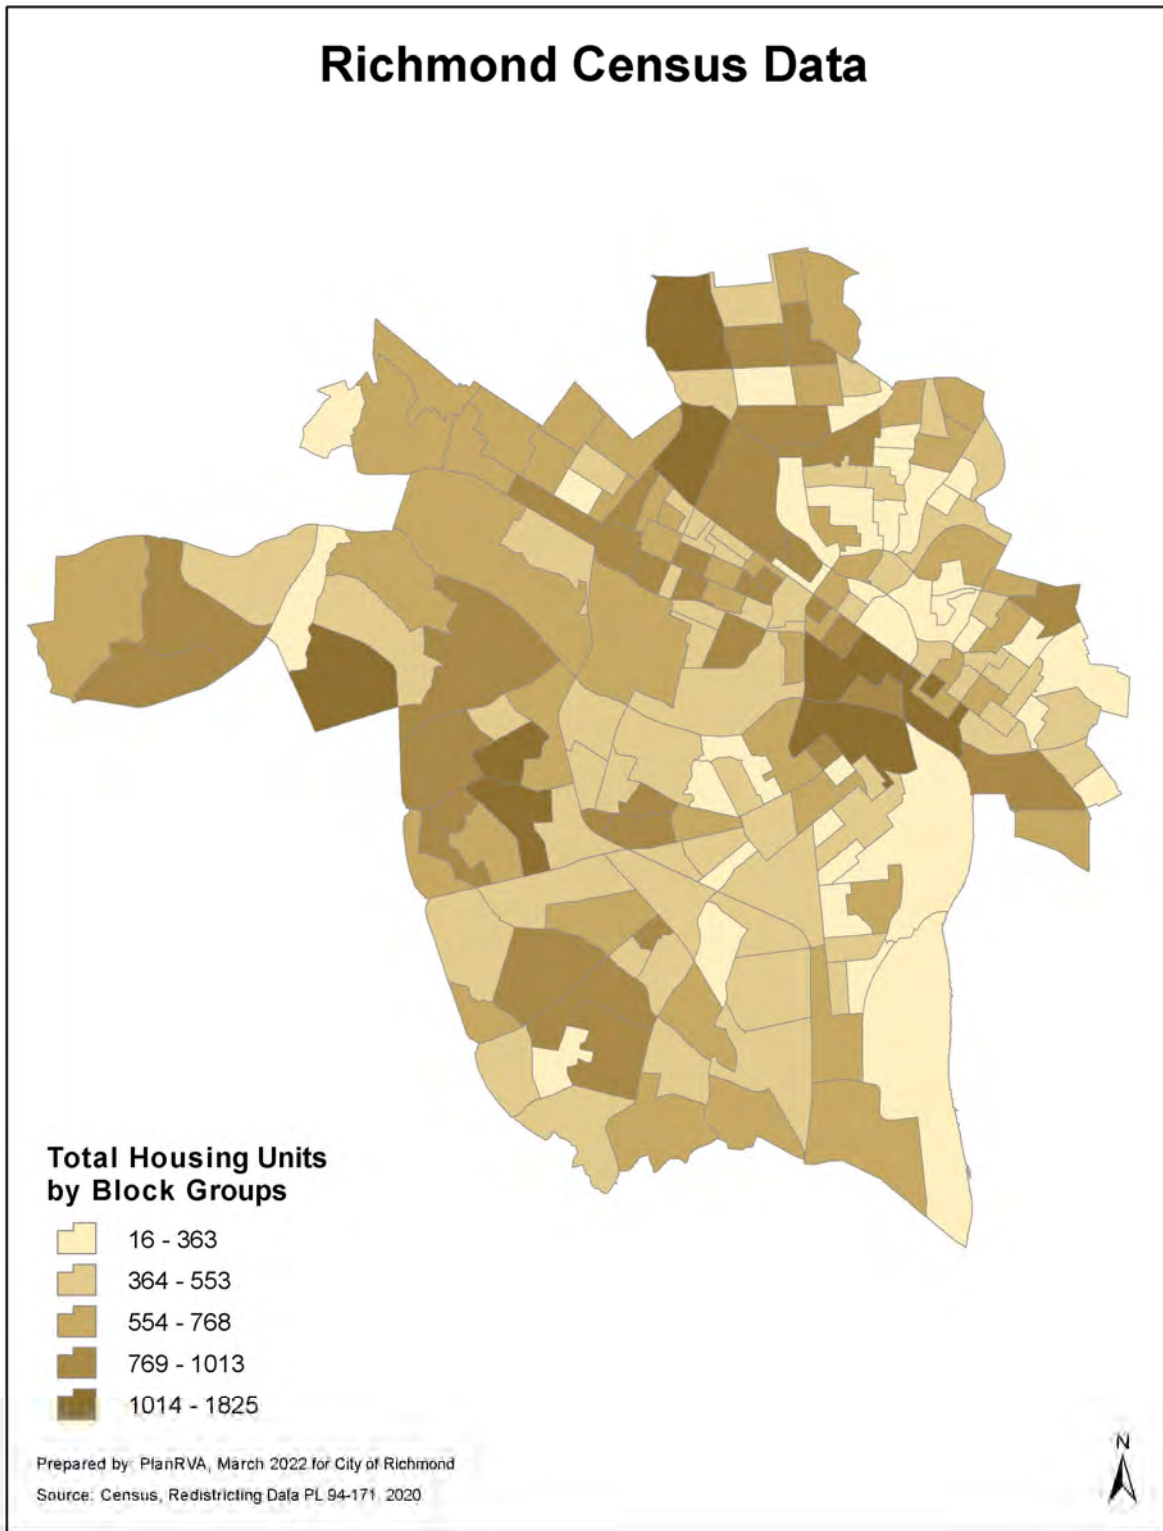 Richmond Census Data
Total Housing Units
by Block Groups
16 - 363
364 - 553
554 - 768
769 - 1013
1014 - 1825
Prepared by: PlanRVA, March 2022 for City of Richmond
Source: Census, Redistricting Data PL 94-171, 2020
N